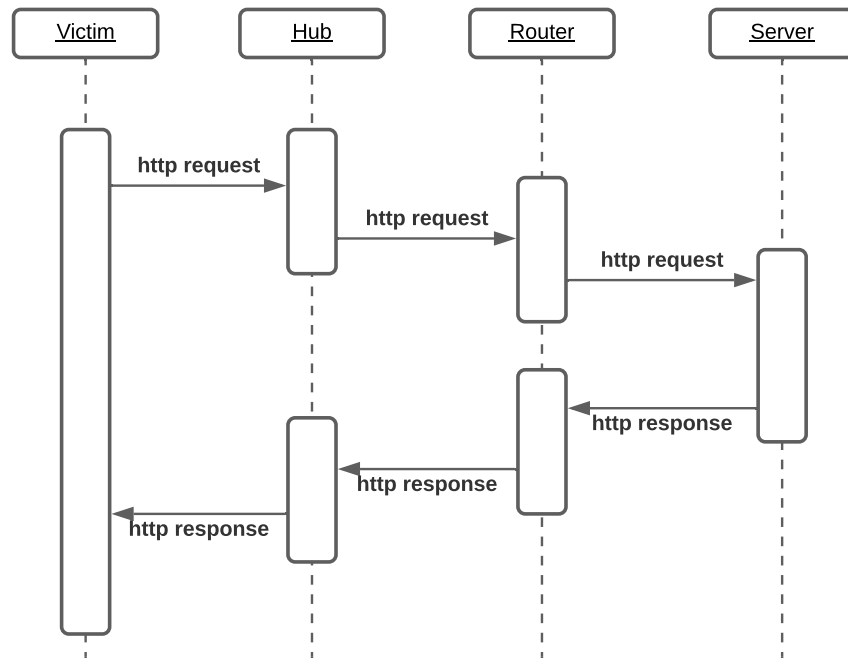 Victim
Hub
Router
Server
http request
http request
http request
http response
http response
http response